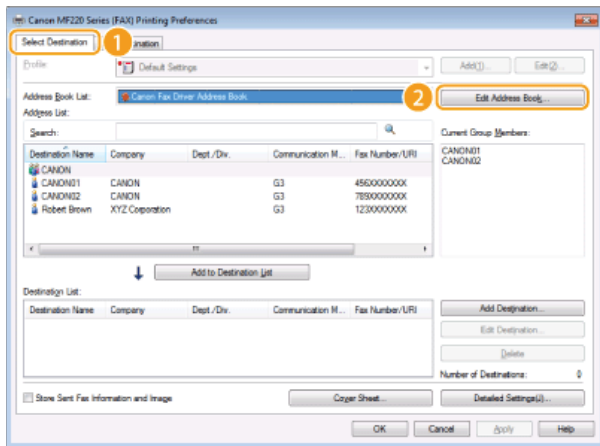 Canon MF220 Series (FAX) Printing Preferences
Select Destination 1 ination
Profile: Default Settings Add(1)... Edit(2)...
Address Book List: Canon Fax Driver Address Book 2 Edit Address Book...
Address List:
Search: Current Group Members:
Destination Name Company Dept./Div. Communication M... Fax Number/URI CANON01
CANON CANON02
CANON01 CANON G3 456XXXXXXX
CANON02 CANON G3 789XXXXXXX
Robert Brown XYZ Corporation G3 123XXXXXXX
Add to Destination List
Destination List:
Destination Name Company Dept./Div. Communication M... Fax Number/URI Add Destination...
Edit Destination...
Delete
Number of Destinations: 0
Store Sent Fax Information and Image Cover Sheet... Detailed Settings(J)...
OK Cancel Apply Help